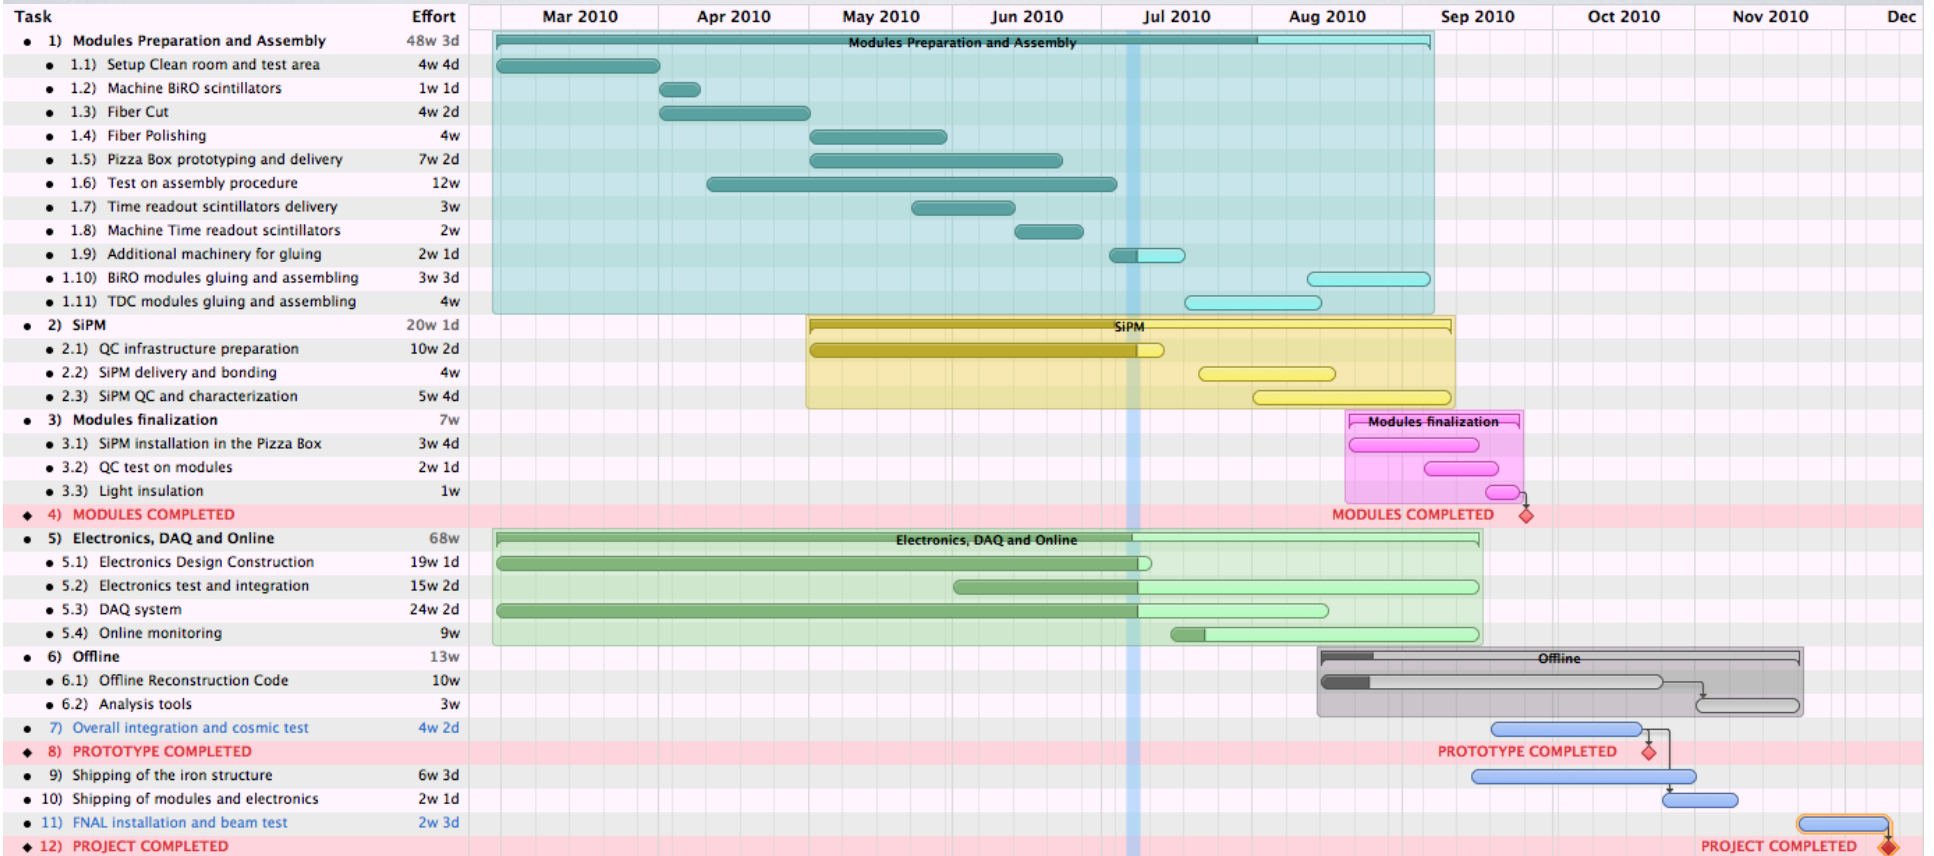 Task Effort Mar 2010 Apr 2010 May 2010 Jun 2010 Jul 2010 Aug 2010 Sep 2010 Oct 2010 Nov 2010 Dec
1) Modules Preparation and Assembly 48w 3d Modules Preparation and Assembly
1.1) Setup Clean room and test area 4w 4d
1.2) Machine BiRO scintillators 1w 1d
1.3) Fiber Cut 4w 2d
1.4) Fiber Polishing 4w
1.5) Pizza Box prototyping and delivery 7w 2d
1.6) Test on assembly procedure 12w
1.7) Time readout scintillators delivery 3w
1.8) Machine Time readout scintillators 2w
1.9) Additional machinery for gluing 2w 1d
1.10) BiRO modules gluing and assembling 3w 3d
1.11) TDC modules gluing and assembling 4w
2) SiPM 20w 1d SiPM
2.1) QC infrastructure preparation 10w 2d
2.2) SiPM delivery and bonding 4w
2.3) SiPM QC and characterization 5w 4d
3) Modules finalization 7w Modules finalization
3.1) SiPM installation in the Pizza Box 3w 4d
3.2) QC test on modules 2w 1d
3.3) Light insulation 1w
4) MODULES COMPLETED MODULES COMPLETED
5) Electronics, DAQ and Online 68w Electronics, DAQ and Online
5.1) Electronics Design Construction 19w 1d
5.2) Electronics test and integration 15w 2d
5.3) DAQ system 24w 2d
5.4) Online monitoring 9w
6) Offline 13w Offline
6.1) Offline Reconstruction Code 10w
6.2) Analysis tools 3w
7) Overall integration and cosmic test 4w 2d
8) PROTOTYPE COMPLETED PROTOTYPE COMPLETED
9) Shipping of the iron structure 6w 3d
10) Shipping of modules and electronics 2w 1d
11) FNAL installation and beam test 2w 3d
12) PROJECT COMPLETED PROJECT COMPLETED